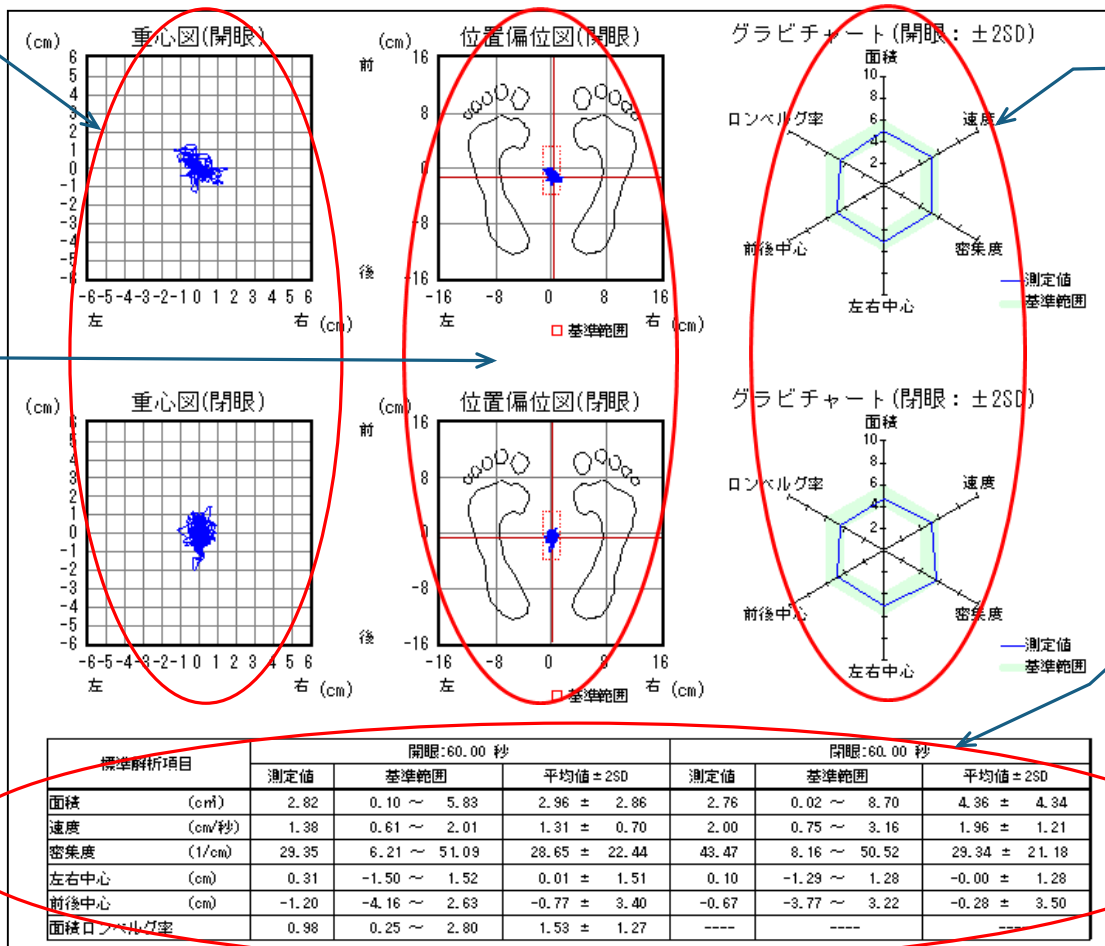 重心図(開眼)
(cm)
6
5
4
3
2
1
0
-1
-2
-3
-4
-5
-6
-6 -5 -4 -3 -2 -1 0 1 2 3 4 5 6
左 右 (cm)
位置偏位図(開眼)
(cm)
16
前
8
0
-8
後
-16
-16 -8 0 8 16
左 右 (cm)
基準範囲
グラビチャート(開眼: ±2SD)
面積
10
8
6
4
2
ロンベルグ率 速度
前後中心 密集度
左右中心
測定値
基準範囲
重心図(閉眼)
(cm)
6
5
4
3
2
1
0
-1
-2
-3
-4
-5
-6
-6 -5 -4 -3 -2 -1 0 1 2 3 4 5 6
左 右 (cm)
位置偏位図(閉眼)
(cm)
16
前
8
0
-8
後
-16
-16 -8 0 8 16
左 右 (cm)
基準範囲
グラビチャート(閉眼: ±2SD)
面積
10
8
6
4
2
ロンベルグ率 速度
前後中心 密集度
左右中心
測定値
基準範囲
標準解析項目 開眼:60.00 秒 閉眼:60.00 秒
測定値 基準範囲 平均値±2SD 測定値 基準範囲 平均値±2SD
面積 (c㎡) 2.82 0.10 ～ 5.83 2.96 ± 2.86 2.76 0.02 ～ 8.70 4.36 ± 4.34
速度 (cm/秒) 1.38 0.61 ～ 2.01 1.31 ± 0.70 2.00 0.75 ～ 3.16 1.96 ± 1.21
密集度 (1/cm) 29.35 6.21 ～ 51.09 28.65 ± 22.44 43.47 8.16 ～ 50.52 29.34 ± 21.18
左右中心 (cm) 0.31 -1.50 ～ 1.52 0.01 ± 1.51 0.10 -1.29 ～ 1.28 -0.00 ± 1.28
前後中心 (cm) -1.20 -4.16 ～ 2.63 -0.77 ± 3.40 -0.67 -3.77 ～ 3.22 -0.28 ± 3.50
面積ロンベルグ率 0.98 0.25 ～ 2.80 1.53 ± 1.27 ---- ---- ----